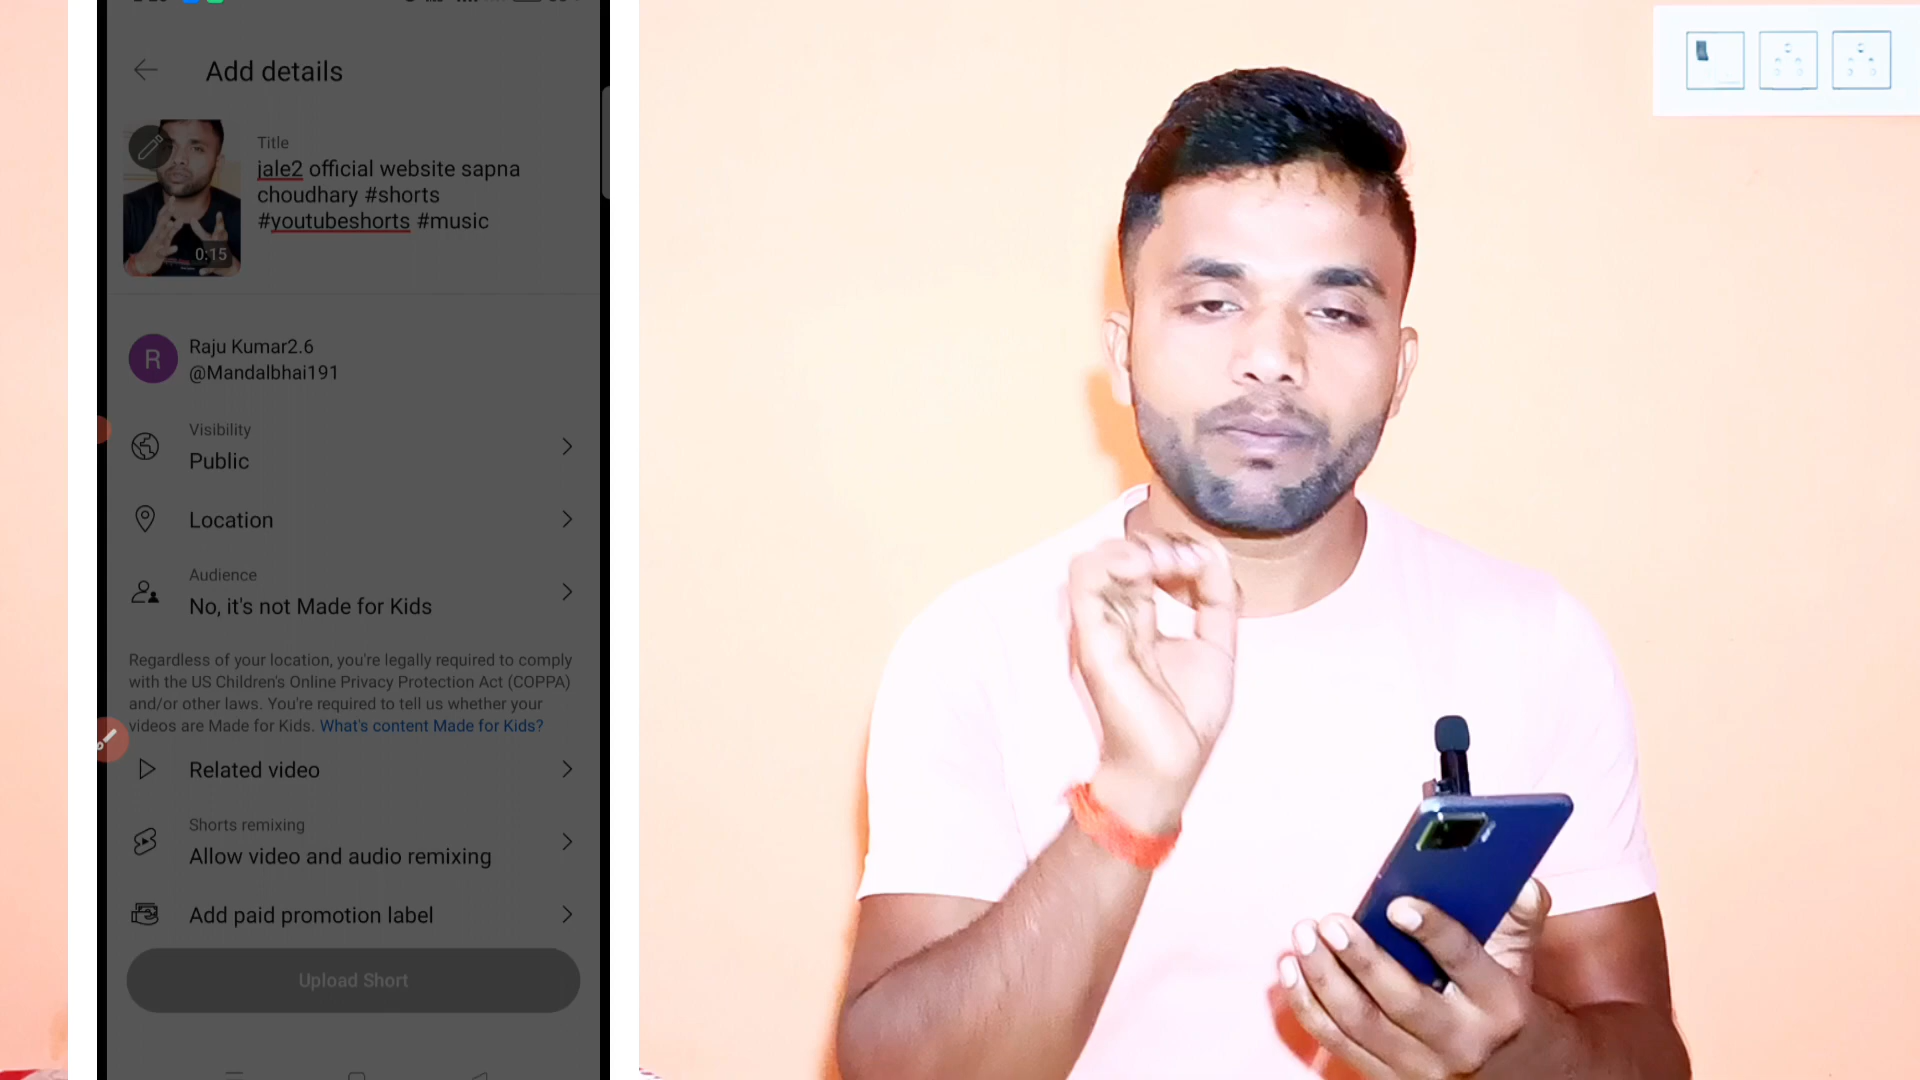 Add details
Title
jale2 official website sapna
choudhary #shorts
#youtubeshorts #music
0:15
R
Raju Kumar2.6
@Mandalbhai191
Visibility
Public
Location
Audience
No, it's not Made for Kids
Regardless of your location, you're legally required to comply
with the US Children's Online Privacy Protection Act (COPPA)
and/or other laws. You're required to tell us whether your
videos are Made for Kids. What's content Made for Kids?
Related video
Shorts remixing
Allow video and audio remixing
Add paid promotion label
Upload Short